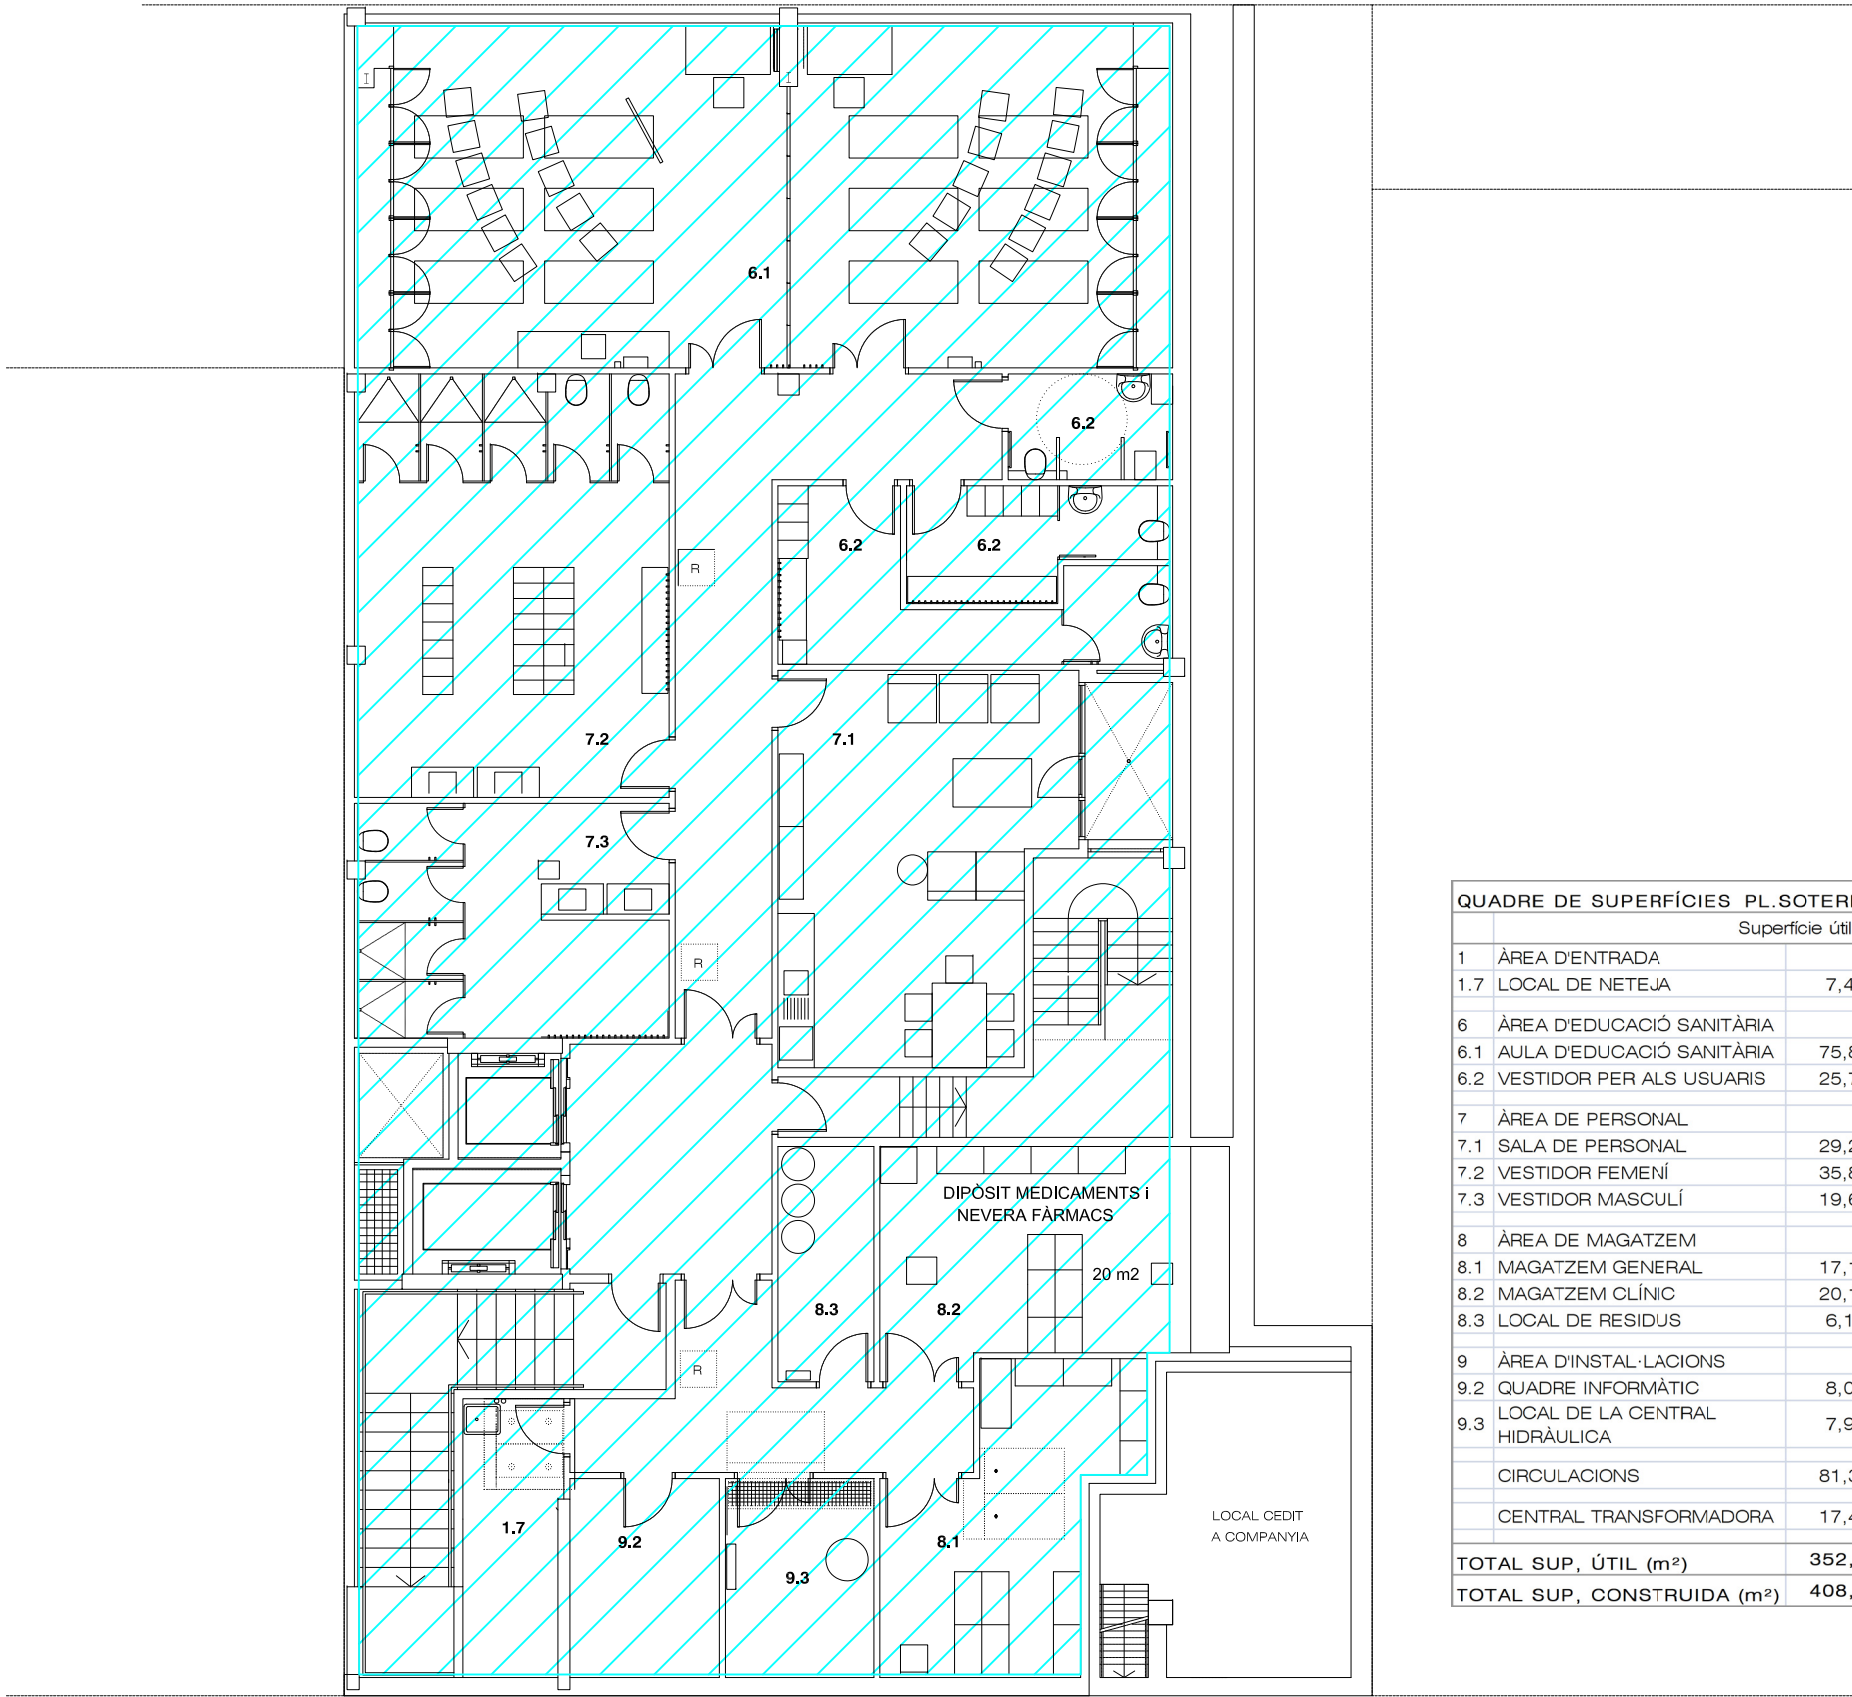 I
I
6.1
6.2
6.2
6.2
R
7.2
7.1
7.3
R
DIPÒSIT MEDICAMENTS i
NEVERA FÀRMACS
20 m2
8.3
8.2
R
1.7
9.2
9.3
8.1
LOCAL CEDIT
A COMPANYIA
QUADRE DE SUPERFÍCIES PL.SOTER
Superfície útil
1 ÀREA D'ENTRADA
1.7 LOCAL DE NETEJA 7,4
6 ÀREA D'EDUCACIÓ SANITÀRIA
6.1 AULA D'EDUCACIÓ SANITÀRIA 75,8
6.2 VESTIDOR PER ALS USUARIS 25,7
7 ÀREA DE PERSONAL
7.1 SALA DE PERSONAL 29,2
7.2 VESTIDOR FEMENÍ 35,8
7.3 VESTIDOR MASCULÍ 19,6
8 ÀREA DE MAGATZEM
8.1 MAGATZEM GENERAL 17,1
8.2 MAGATZEM CLÍNIC 20,1
8.3 LOCAL DE RESIDUS 6,1
9 ÀREA D'INSTAL·LACIONS
9.2 QUADRE INFORMÀTIC 8,0
9.3 LOCAL DE LA CENTRAL
HIDRÀULICA 7,9
CIRCULACIONS 81,3
CENTRAL TRANSFORMADORA 17,4
TOTAL SUP, ÚTIL (m²) 352,
TOTAL SUP, CONSTRUIDA (m²) 408,